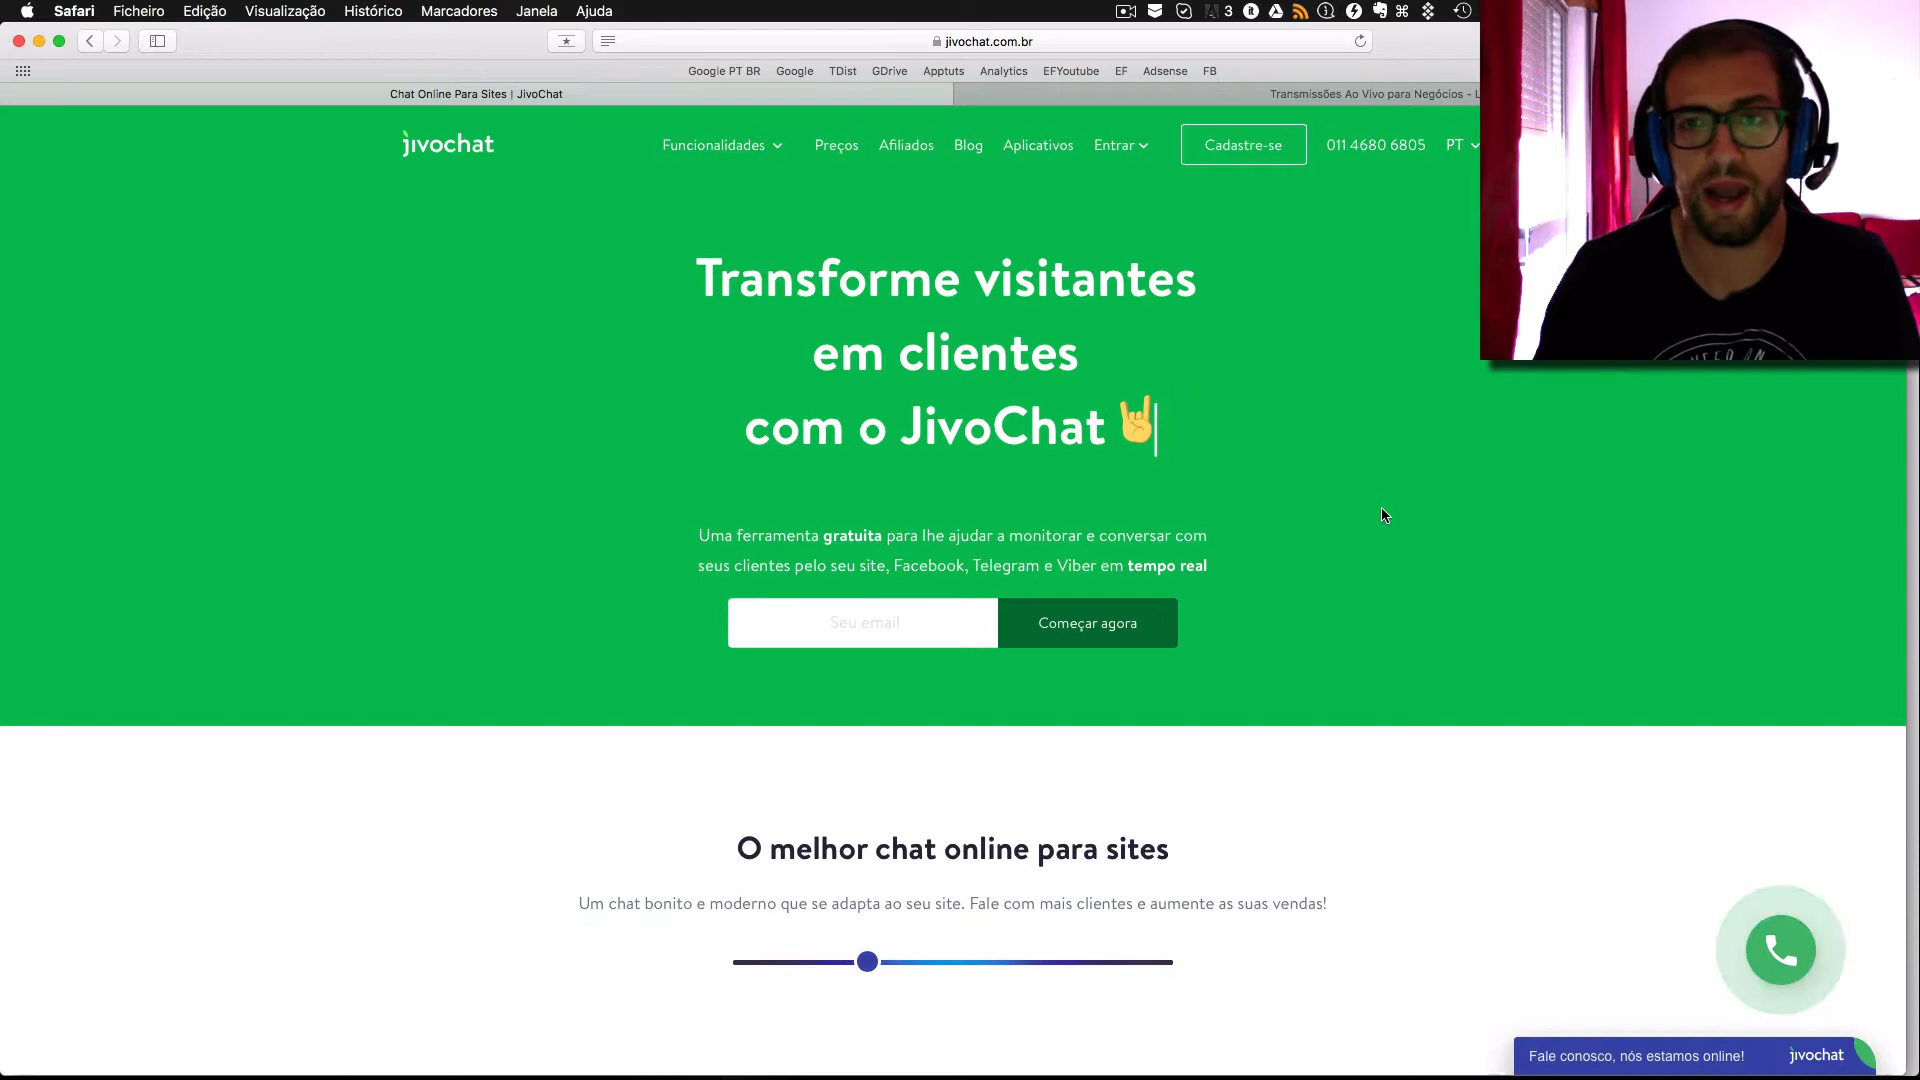 Safari Ficheiro Edição Visualização Histórico Marcadores Janela Ajuda
3
jivochat.com.br
Google PT BR Google TDist GDrive Apptuts Analytics EFYoutube EF Adsense FB
Chat Online Para Sites | JivoChat
Transmissões Ao Vivo para Negócios - L
jivochat
Funcionalidades Preços Afiliados Blog Aplicativos Entrar Cadastre-se 011 4680 6805 PT
Transforme visitantes
em clientes
com o JivoChat 🤘
Uma ferramenta gratuita para lhe ajudar a monitorar e conversar com
seus clientes pelo seu site, Facebook, Telegram e Viber em tempo real
Seu email
Começar agora
O melhor chat online para sites
Um chat bonito e moderno que se adapta ao seu site. Fale com mais clientes e aumente as suas vendas!
Fale conosco, nós estamos online! jivochat